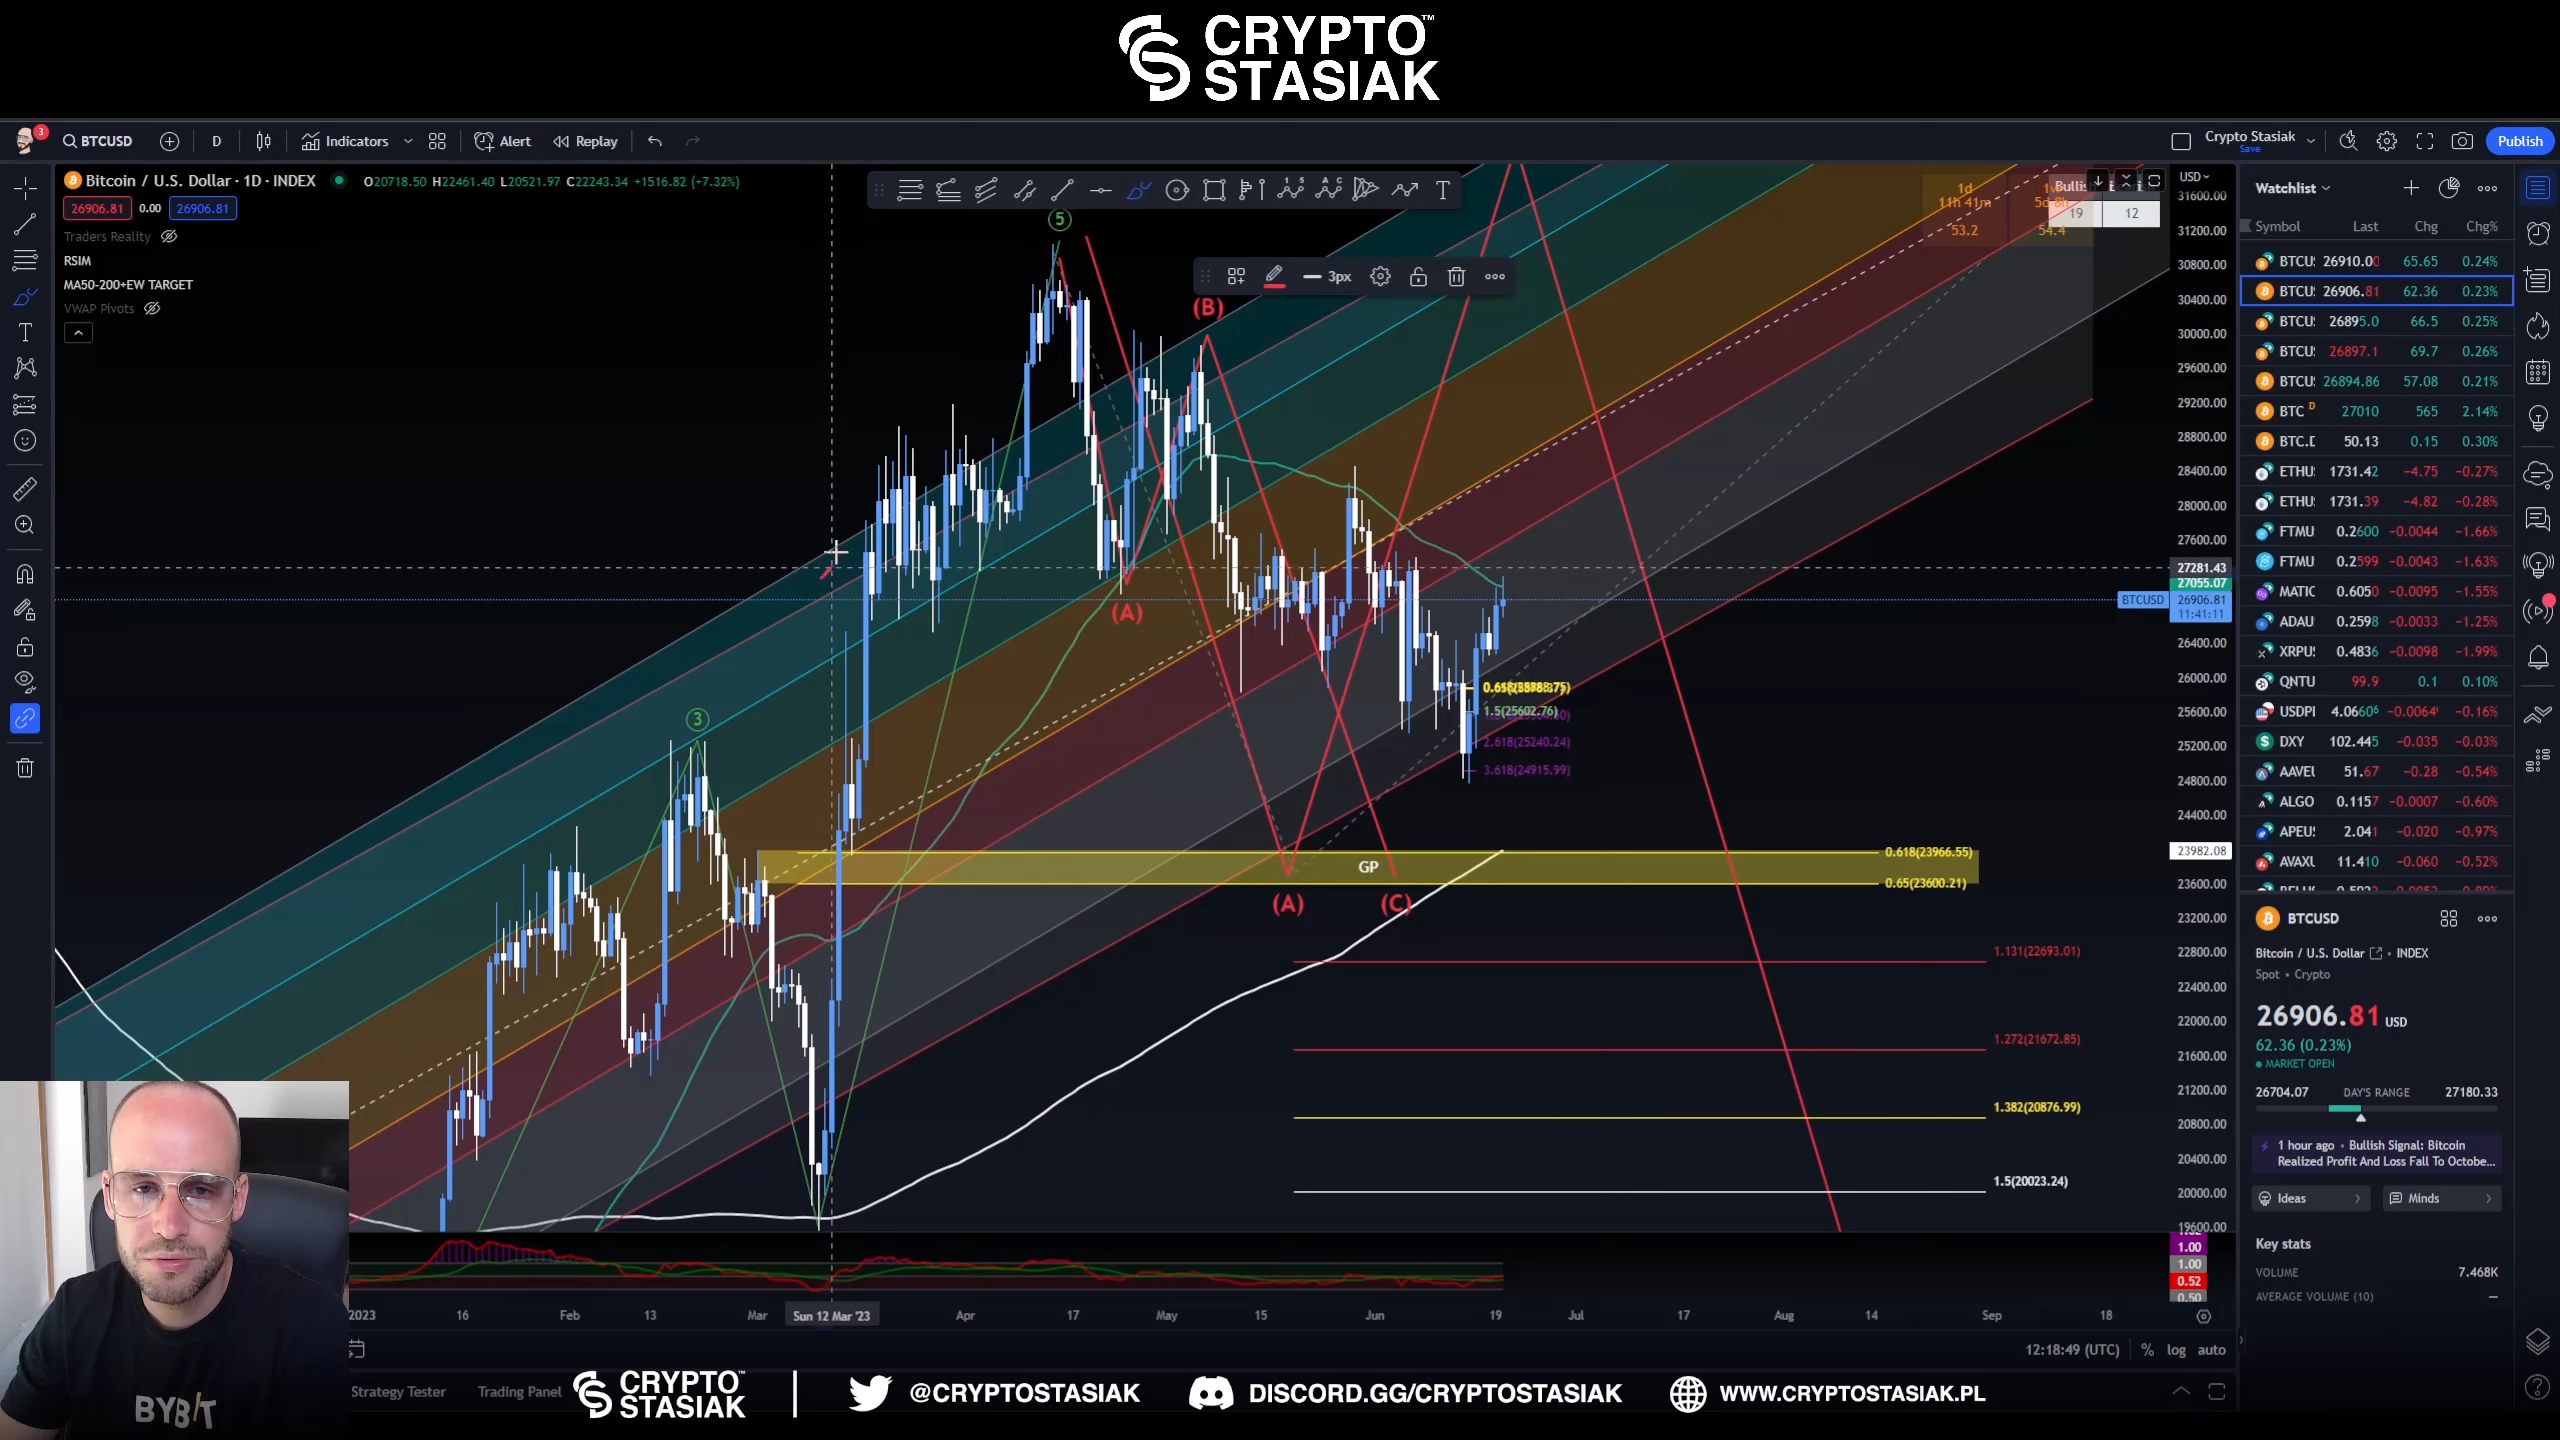 CRYPTO™
STASIAK
3
BTCUSD
D
Indicators
Alert
Replay
Crypto Stasiak
Save
Publish
Bitcoin / U.S. Dollar · 1D · INDEX
O20718.50 H22461.40 L20521.97 C22243.34 +1516.82 (+7.32%)
26906.81 0.00 26906.81
Traders Reality
RSIM
MA50-200+EW TARGET
VWAP Pivots
3px
1d
11h 41m
53.2
54.4
19 12
5
(B)
(A)
3
1.5(25602.76)
2.618(25240.24)
3.618(24915.99)
GP
0.618(23966.55)
0.65(23600.21)
(A)
(C)
1.131(22693.01)
1.272(21672.85)
1.382(20876.99)
1.5(20023.24)
USD
31600.00
31200.00
30800.00
30400.00
30000.00
29600.00
29200.00
28800.00
28400.00
28000.00
27600.00
27281.43
27055.07
BTCUSD 26906.81
11:41:11
26400.00
26000.00
25600.00
25200.00
24800.00
24400.00
23982.08
23600.00
23200.00
22800.00
22400.00
22000.00
21600.00
21200.00
20800.00
20400.00
20000.00
19600.00
1.00
1.00
0.52
0.50
2023 16 Feb 13 Mar Sun 12 Mar '23 Apr 17 May 15 Jun 19 Jul 17 Aug 14 Sep 18
12:18:49 (UTC) % log auto
Strategy Tester Trading Panel
Watchlist
Symbol Last Chg Chg%
BTCU 26910.00 65.65 0.24%
BTCU 26906.81 62.36 0.23%
BTCU 26895.0 66.5 0.25%
BTCU 26897.1 69.7 0.26%
BTCU 26894.86 57.08 0.21%
BTC D 27010 565 2.14%
BTC.D 50.13 0.15 0.30%
ETHU 1731.42 −4.75 −0.27%
ETHU 1731.39 −4.82 −0.28%
FTMU 0.2600 −0.0044 −1.66%
FTMU 0.2599 −0.0043 −1.63%
MATIC 0.6050 −0.0095 −1.55%
ADAU 0.2598 −0.0033 −1.25%
XRPU 0.4836 −0.0098 −1.99%
QNTU 99.9 0.1 0.10%
USDPL 4.0660⁶ −0.0064 −0.16%
DXY 102.445 −0.035 −0.03%
AAVEU 51.67 −0.28 −0.54%
ALGO 0.1157 −0.0007 −0.60%
APEU 2.041 −0.020 −0.97%
AVAXU 11.410 −0.060 −0.52%
BTCUSD
Bitcoin / U.S. Dollar • INDEX
Spot • Crypto
26906.81 USD
62.36 (0.23%)
MARKET OPEN
26704.07 DAY'S RANGE 27180.33
1 hour ago • Bullish Signal: Bitcoin
Realized Profit And Loss Fall To Octobe...
Ideas Minds
Key stats
VOLUME 7.468K
AVERAGE VOLUME (10) —
BYBIT
CRYPTO™
STASIAK
@CRYPTOSTASIAK
DISCORD.GG/CRYPTOSTASIAK
WWW.CRYPTOSTASIAK.PL